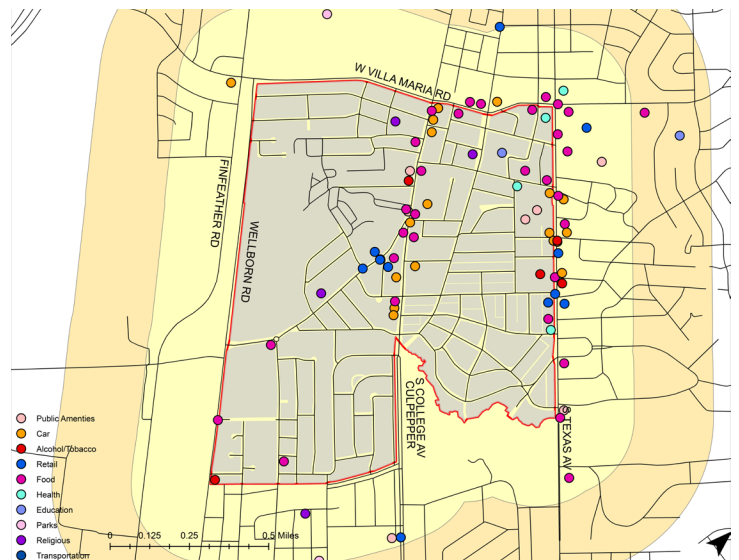 W VILLA MARIA RD
FINFEATHER RD
WELLBORN RD
S COLLEGE AV
CULPEPPER
S TEXAS AV
Public Amenties
Car
Alcohol/Tobacco
Retail
Food
Health
Education
Parks
Religious
Transportation
0 0.125 0.25 0.5 Miles